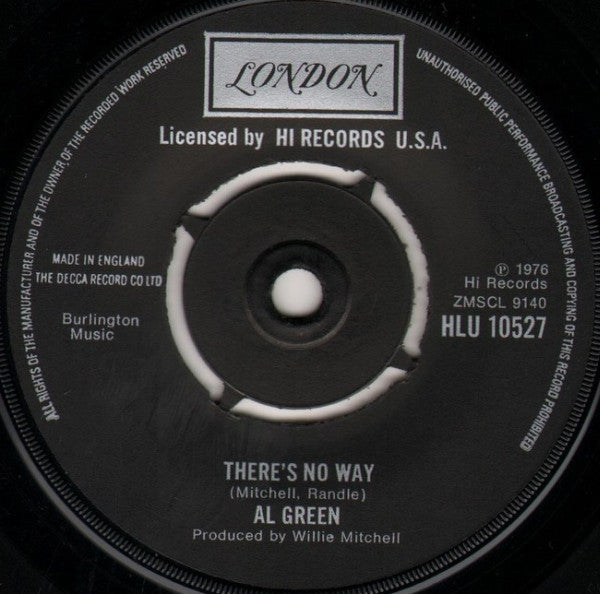 LONDON
Licensed by HI RECORDS U.S.A.
ALL RIGHTS OF THE MANUFACTURER AND OF THE OWNER OF THE RECORDED WORK RESERVED
UNAUTHORISED PUBLIC PERFORMANCE BROADCASTING AND COPYING OF THIS RECORD PROHIBITED
MADE IN ENGLAND
THE DECCA RECORD CO LTD
Burlington
Music
℗ 1976
Hi Records
ZMSCL 9140
HLU 10527
THERE'S NO WAY
(Mitchell, Randle)
AL GREEN
Produced by Willie Mitchell